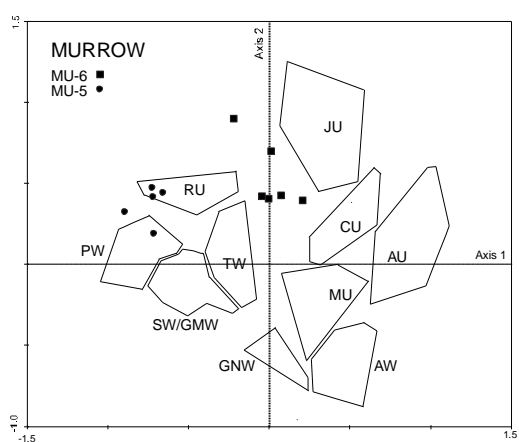 1.5
Axis 2
MURROW
MU-6
MU-5
JU
RU
CU
PW
TW
AU
Axis 1
MU
SW/GMW
GNW
AW
-1.0
-1.5
1.5